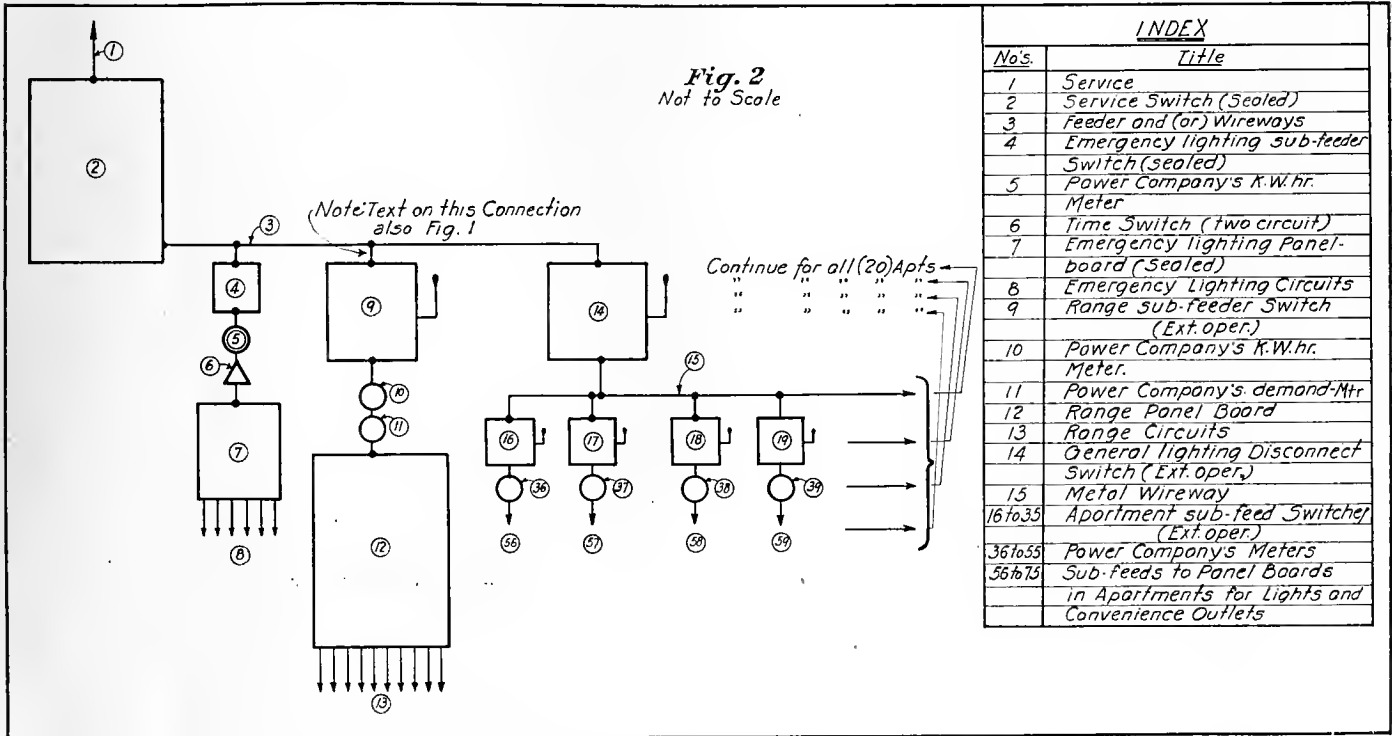 Fig. 2
Not to Scale
1
2
3
Note: Text on this Connection
also Fig. 1
4
5
6
7
8
9
10
11
12
13
14
Continue for all (20) Apts
" " " " "
" " " " "
" " " " "
15
16
17
18
19
36
37
38
39
56
57
58
59
INDEX
No's. Title
1 Service
2 Service Switch (Sealed)
3 Feeder and (or) Wireways
4 Emergency lighting sub-feeder
Switch (sealed)
5 Power Company's K.W.hr.
Meter
6 Time Switch (two circuit)
7 Emergency lighting Panel-
board (Sealed)
8 Emergency Lighting Circuits
9 Range sub-feeder Switch
(Ext. oper.)
10 Power Company's K.W.hr.
Meter.
11 Power Company's demand-Mtr
12 Range Panel Board
13 Range Circuits
14 General lighting Disconnect
Switch (Ext. oper.)
15 Metal Wireway
16 to 35 Apartment sub-feed Switches
(Ext. oper.)
36 to 55 Power Company's Meters
56 to 75 Sub-feeds to Panel Boards
in Apartments for Lights and
Convenience Outlets